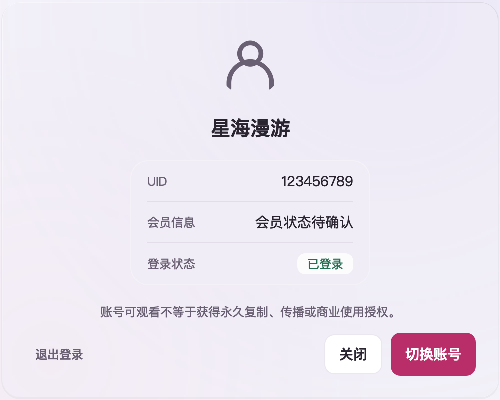 星海漫游
UID 123456789
会员信息 会员状态待确认
登录状态 已登录
账号可观看不等于获得永久复制、传播或商业使用授权。
退出登录 关闭 切换账号